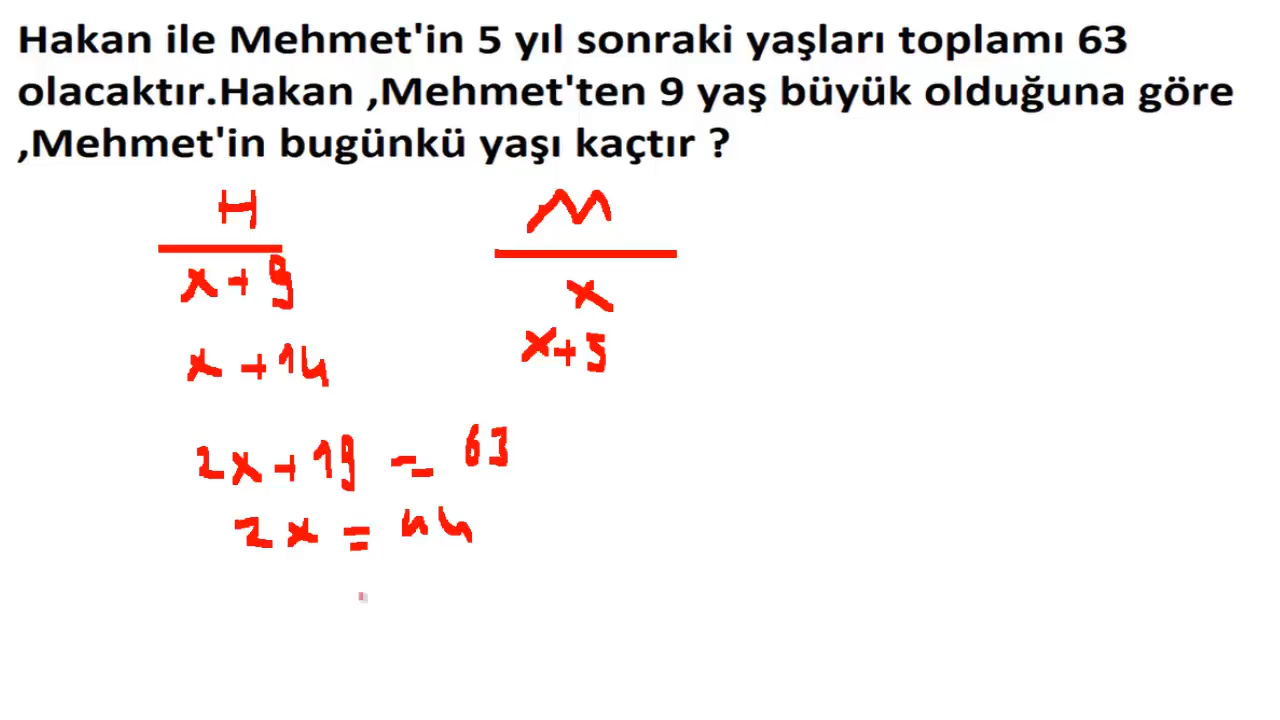 Hakan ile Mehmet'in 5 yıl sonraki yaşları toplamı 63
olacaktır.Hakan ,Mehmet'ten 9 yaş büyük olduğuna göre
,Mehmet'in bugünkü yaşı kaçtır ?
H M
x+9 x
x+14 x+5
2x+19=63
2x=44